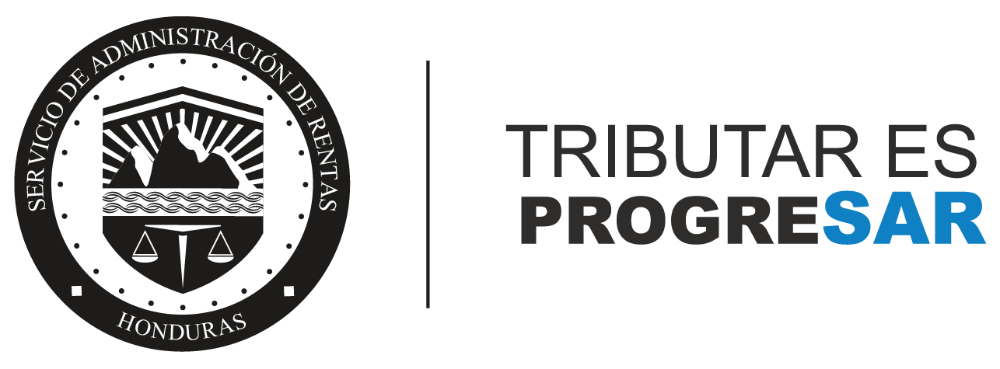 SERVICIO DE ADMINISTRACIÓN DE RENTAS
HONDURAS
TRIBUTAR ES
PROGRESAR